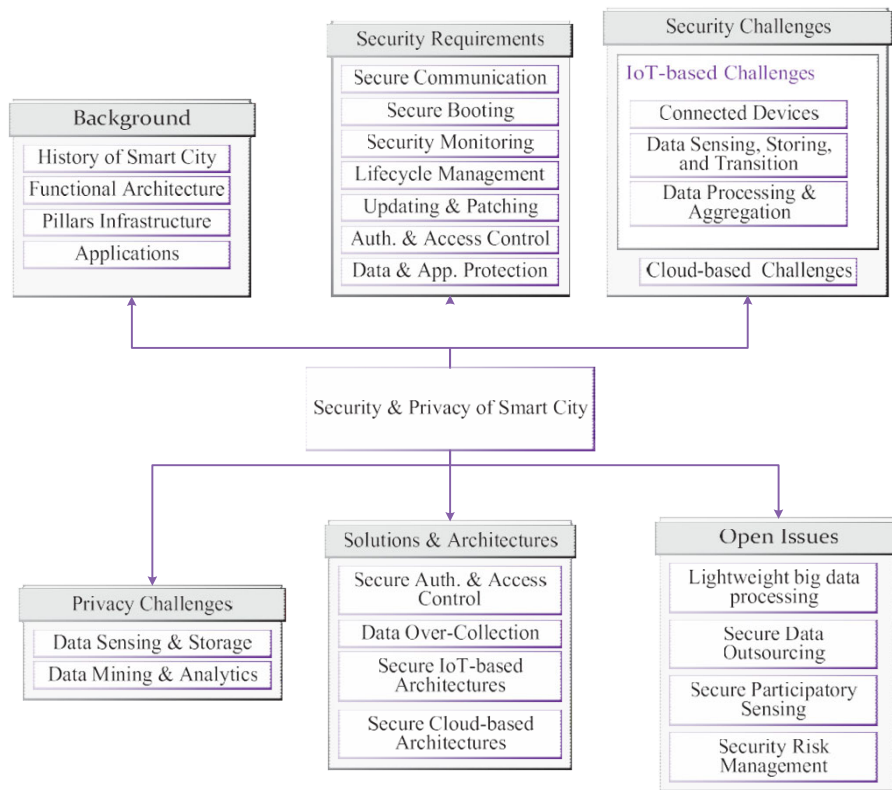 Background
History of Smart City
Functional Architecture
Pillars Infrastructure
Applications
Security Requirements
Secure Communication
Secure Booting
Security Monitoring
Lifecycle Management
Updating & Patching
Auth. & Access Control
Data & App. Protection
Security Challenges
IoT-based Challenges
Connected Devices
Data Sensing, Storing,
and Transition
Data Processing &
Aggregation
Cloud-based Challenges
Security & Privacy of Smart City
Privacy Challenges
Data Sensing & Storage
Data Mining & Analytics
Solutions & Architectures
Secure Auth. & Access
Control
Data Over-Collection
Secure IoT-based
Architectures
Secure Cloud-based
Architectures
Open Issues
Lightweight big data
processing
Secure Data
Outsourcing
Secure Participatory
Sensing
Security Risk
Management